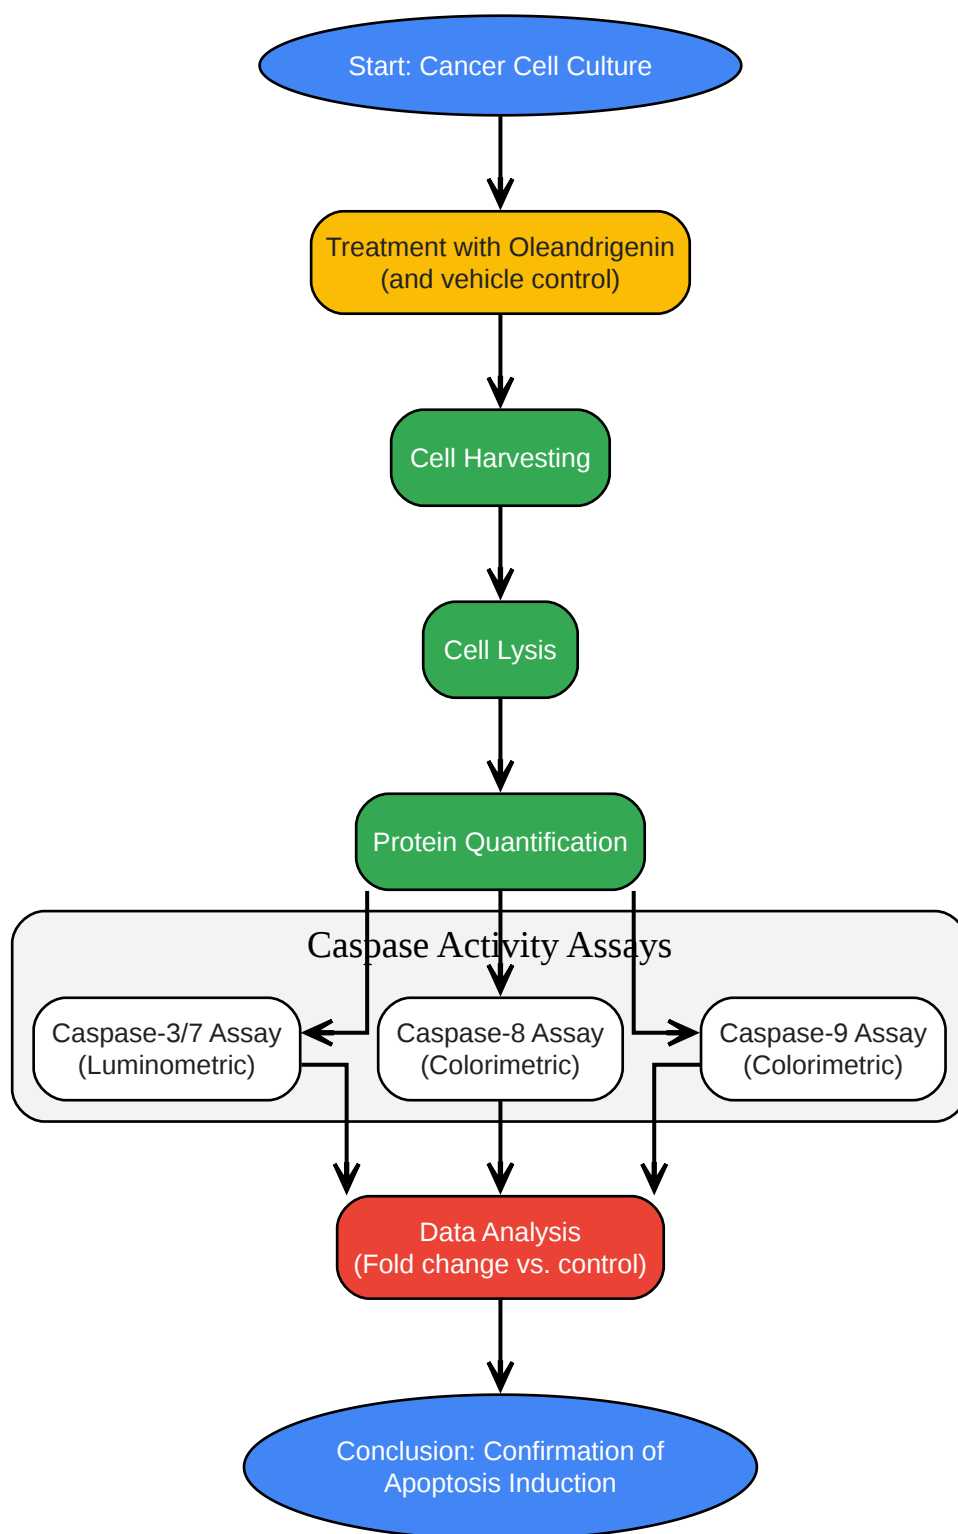 Start: Cancer Cell Culture
Treatment with Oleandrigenin
(and vehicle control)
Cell Harvesting
Cell Lysis
Protein Quantification
Caspase Activity Assays
Caspase-3/7 Assay
(Luminometric)
Caspase-8 Assay
(Colorimetric)
Caspase-9 Assay
(Colorimetric)
Data Analysis
(Fold change vs. control)
Conclusion: Confirmation of
Apoptosis Induction